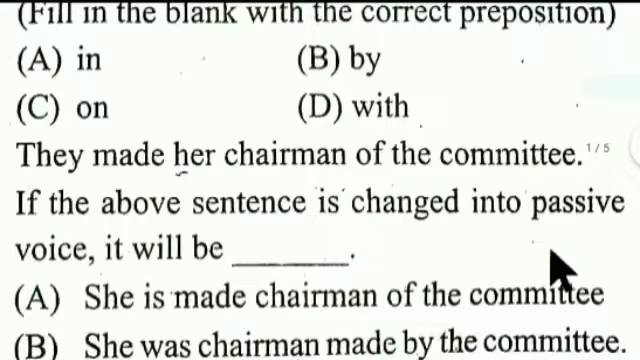 (Fill in the blank with the correct preposition)
(A) in (B) by
(C) on (D) with
They made her chairman of the committee. 1/5
If the above sentence is changed into passive
voice, it will be ________.
(A) She is made chairman of the committee
(B) She was chairman made by the committee.